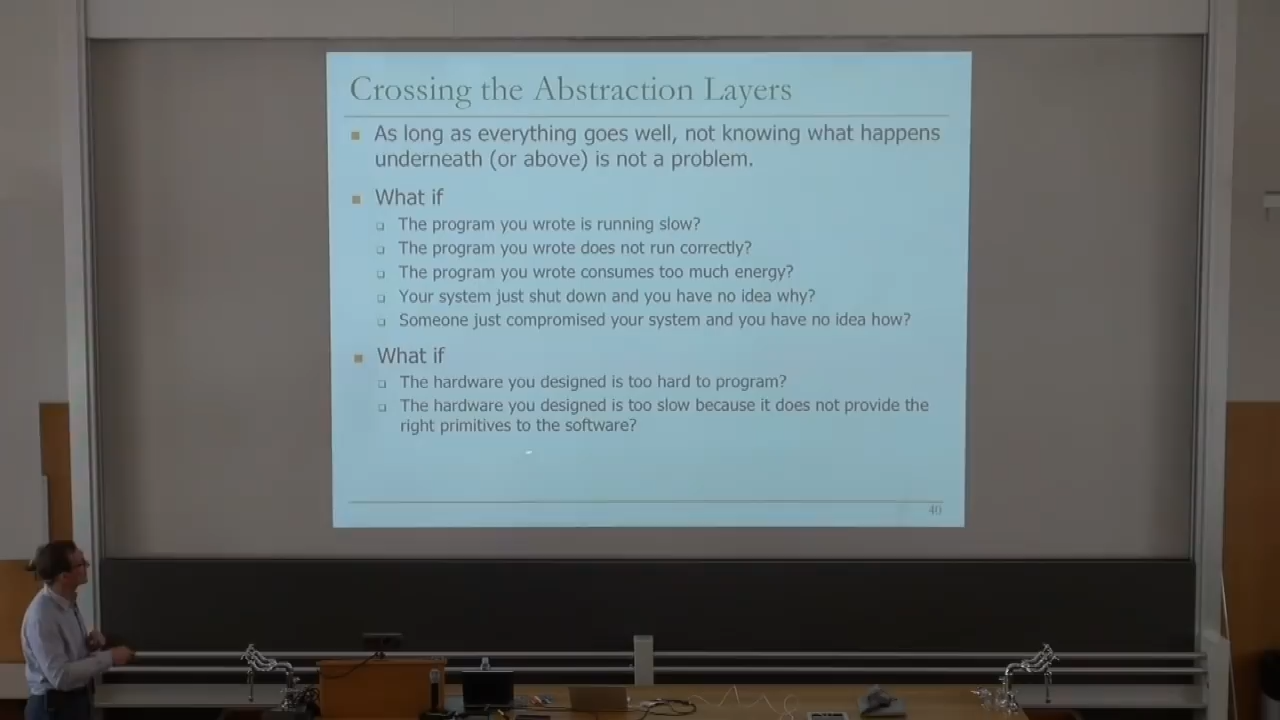 Crossing the Abstraction Layers
As long as everything goes well, not knowing what happens
underneath (or above) is not a problem.
What if
The program you wrote is running slow?
The program you wrote does not run correctly?
The program you wrote consumes too much energy?
Your system just shut down and you have no idea why?
Someone just compromised your system and you have no idea how?
What if
The hardware you designed is too hard to program?
The hardware you designed is too slow because it does not provide the
right primitives to the software?
40